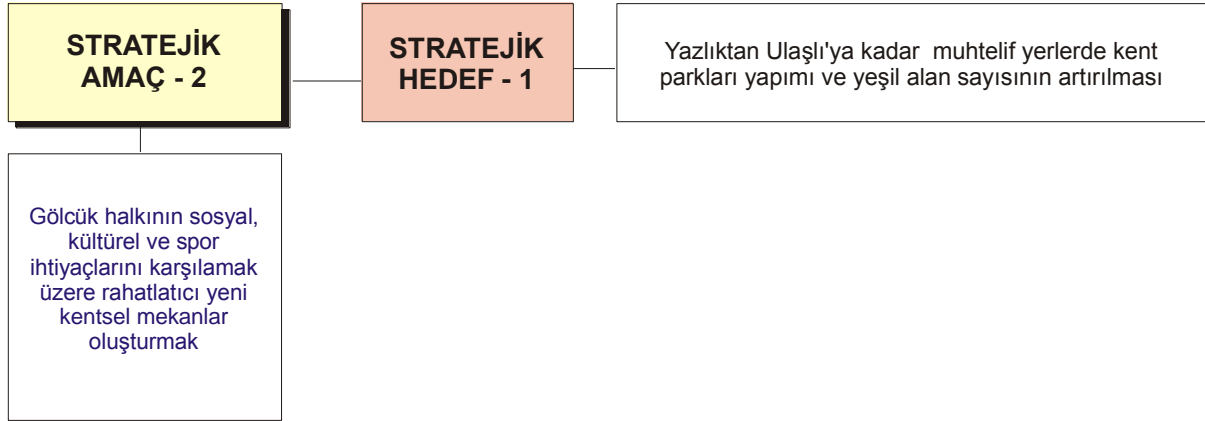 STRATEJİK
AMAÇ - 2
STRATEJİK
HEDEF - 1
Yazlıktan Ulaşlı'ya kadar muhtelif yerlerde kent
parkları yapımı ve yeşil alan sayısının artırılması
Gölcük halkının sosyal,
kültürel ve spor
ihtiyaçlarını karşılamak
üzere rahatlatıcı yeni
kentsel mekanlar
oluşturmak